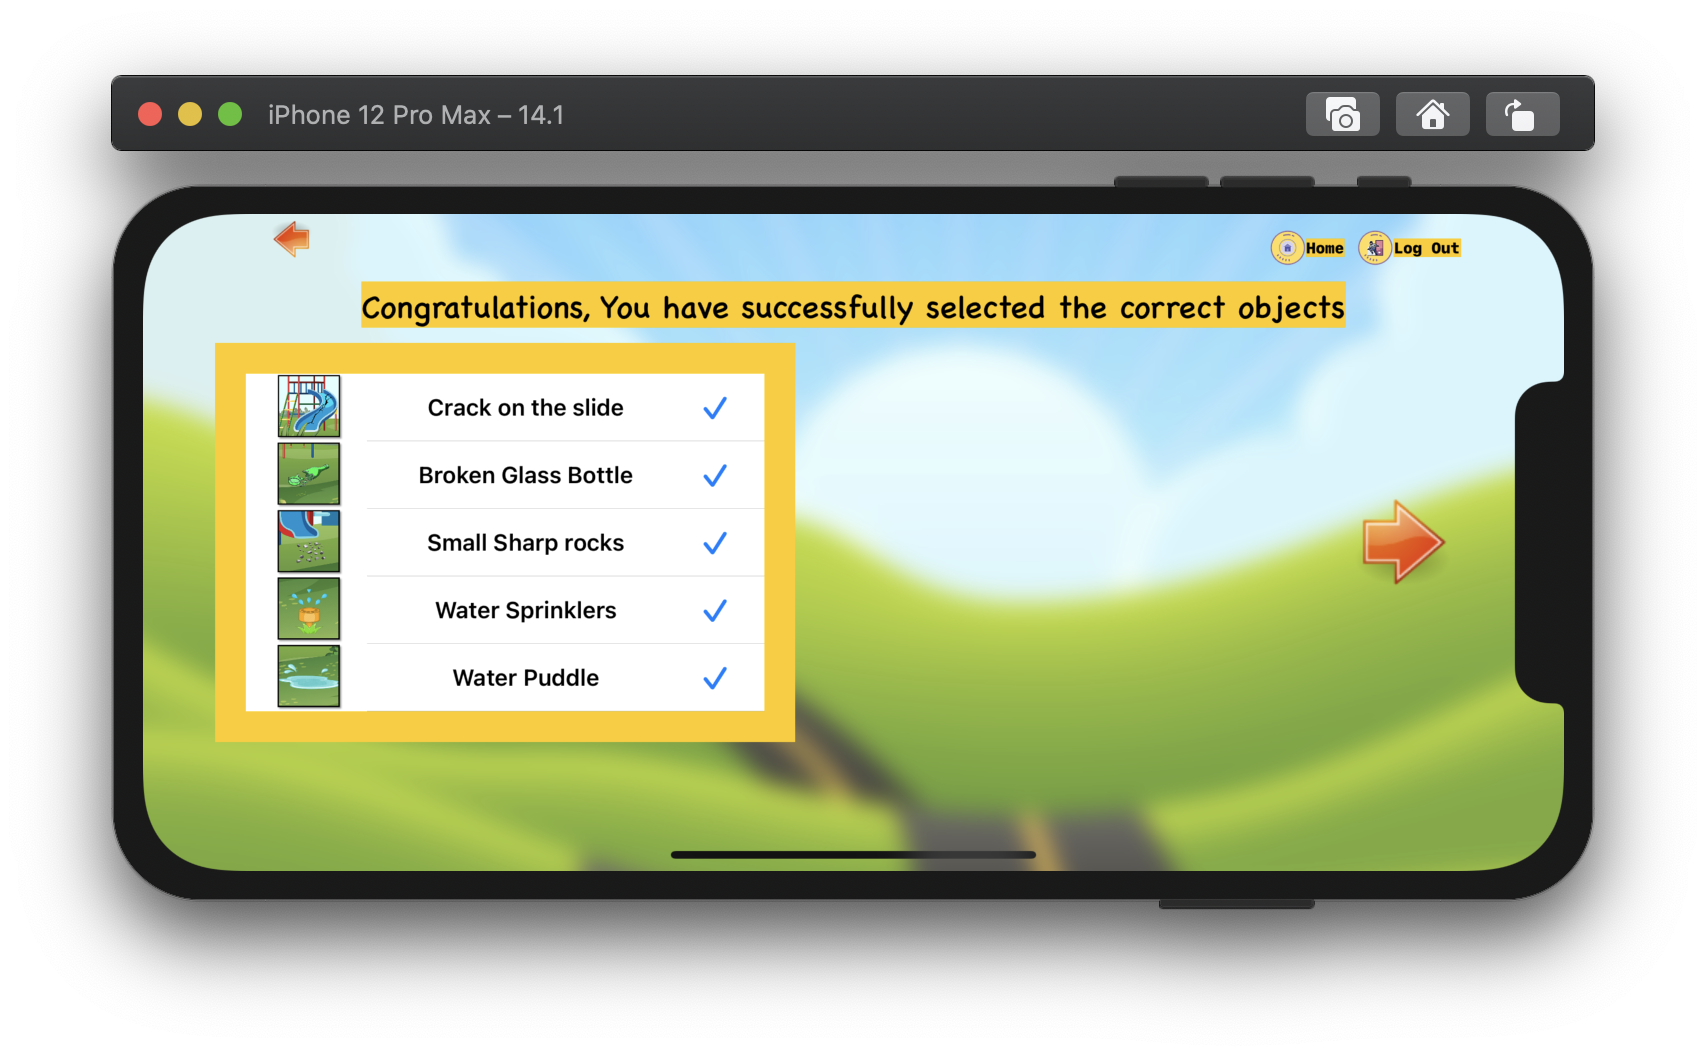 iPhone 12 Pro Max – 14.1
Home
Log Out
Congratulations, You have successfully selected the correct objects
Crack on the slide
Broken Glass Bottle
Small Sharp rocks
Water Sprinklers
Water Puddle